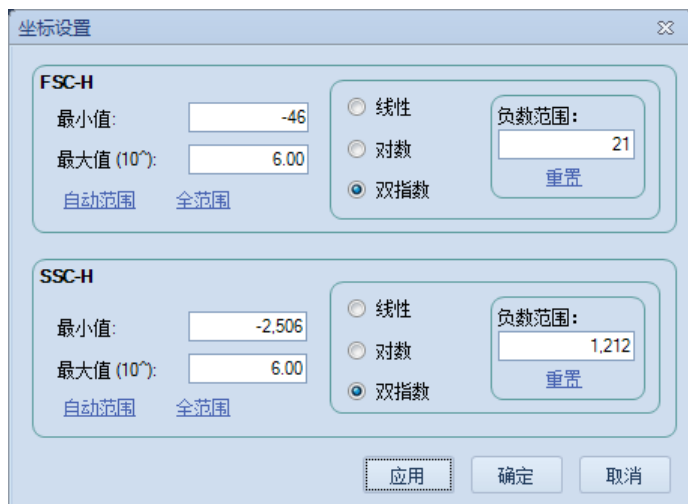 坐标设置
FSC-H
最小值: -46
最大值 (10^): 6.00
自动范围 全范围
线性
对数
双指数
负数范围:
21
重置
SSC-H
最小值: -2,506
最大值 (10^): 6.00
自动范围 全范围
线性
对数
双指数
负数范围:
1,212
重置
应用 确定 取消